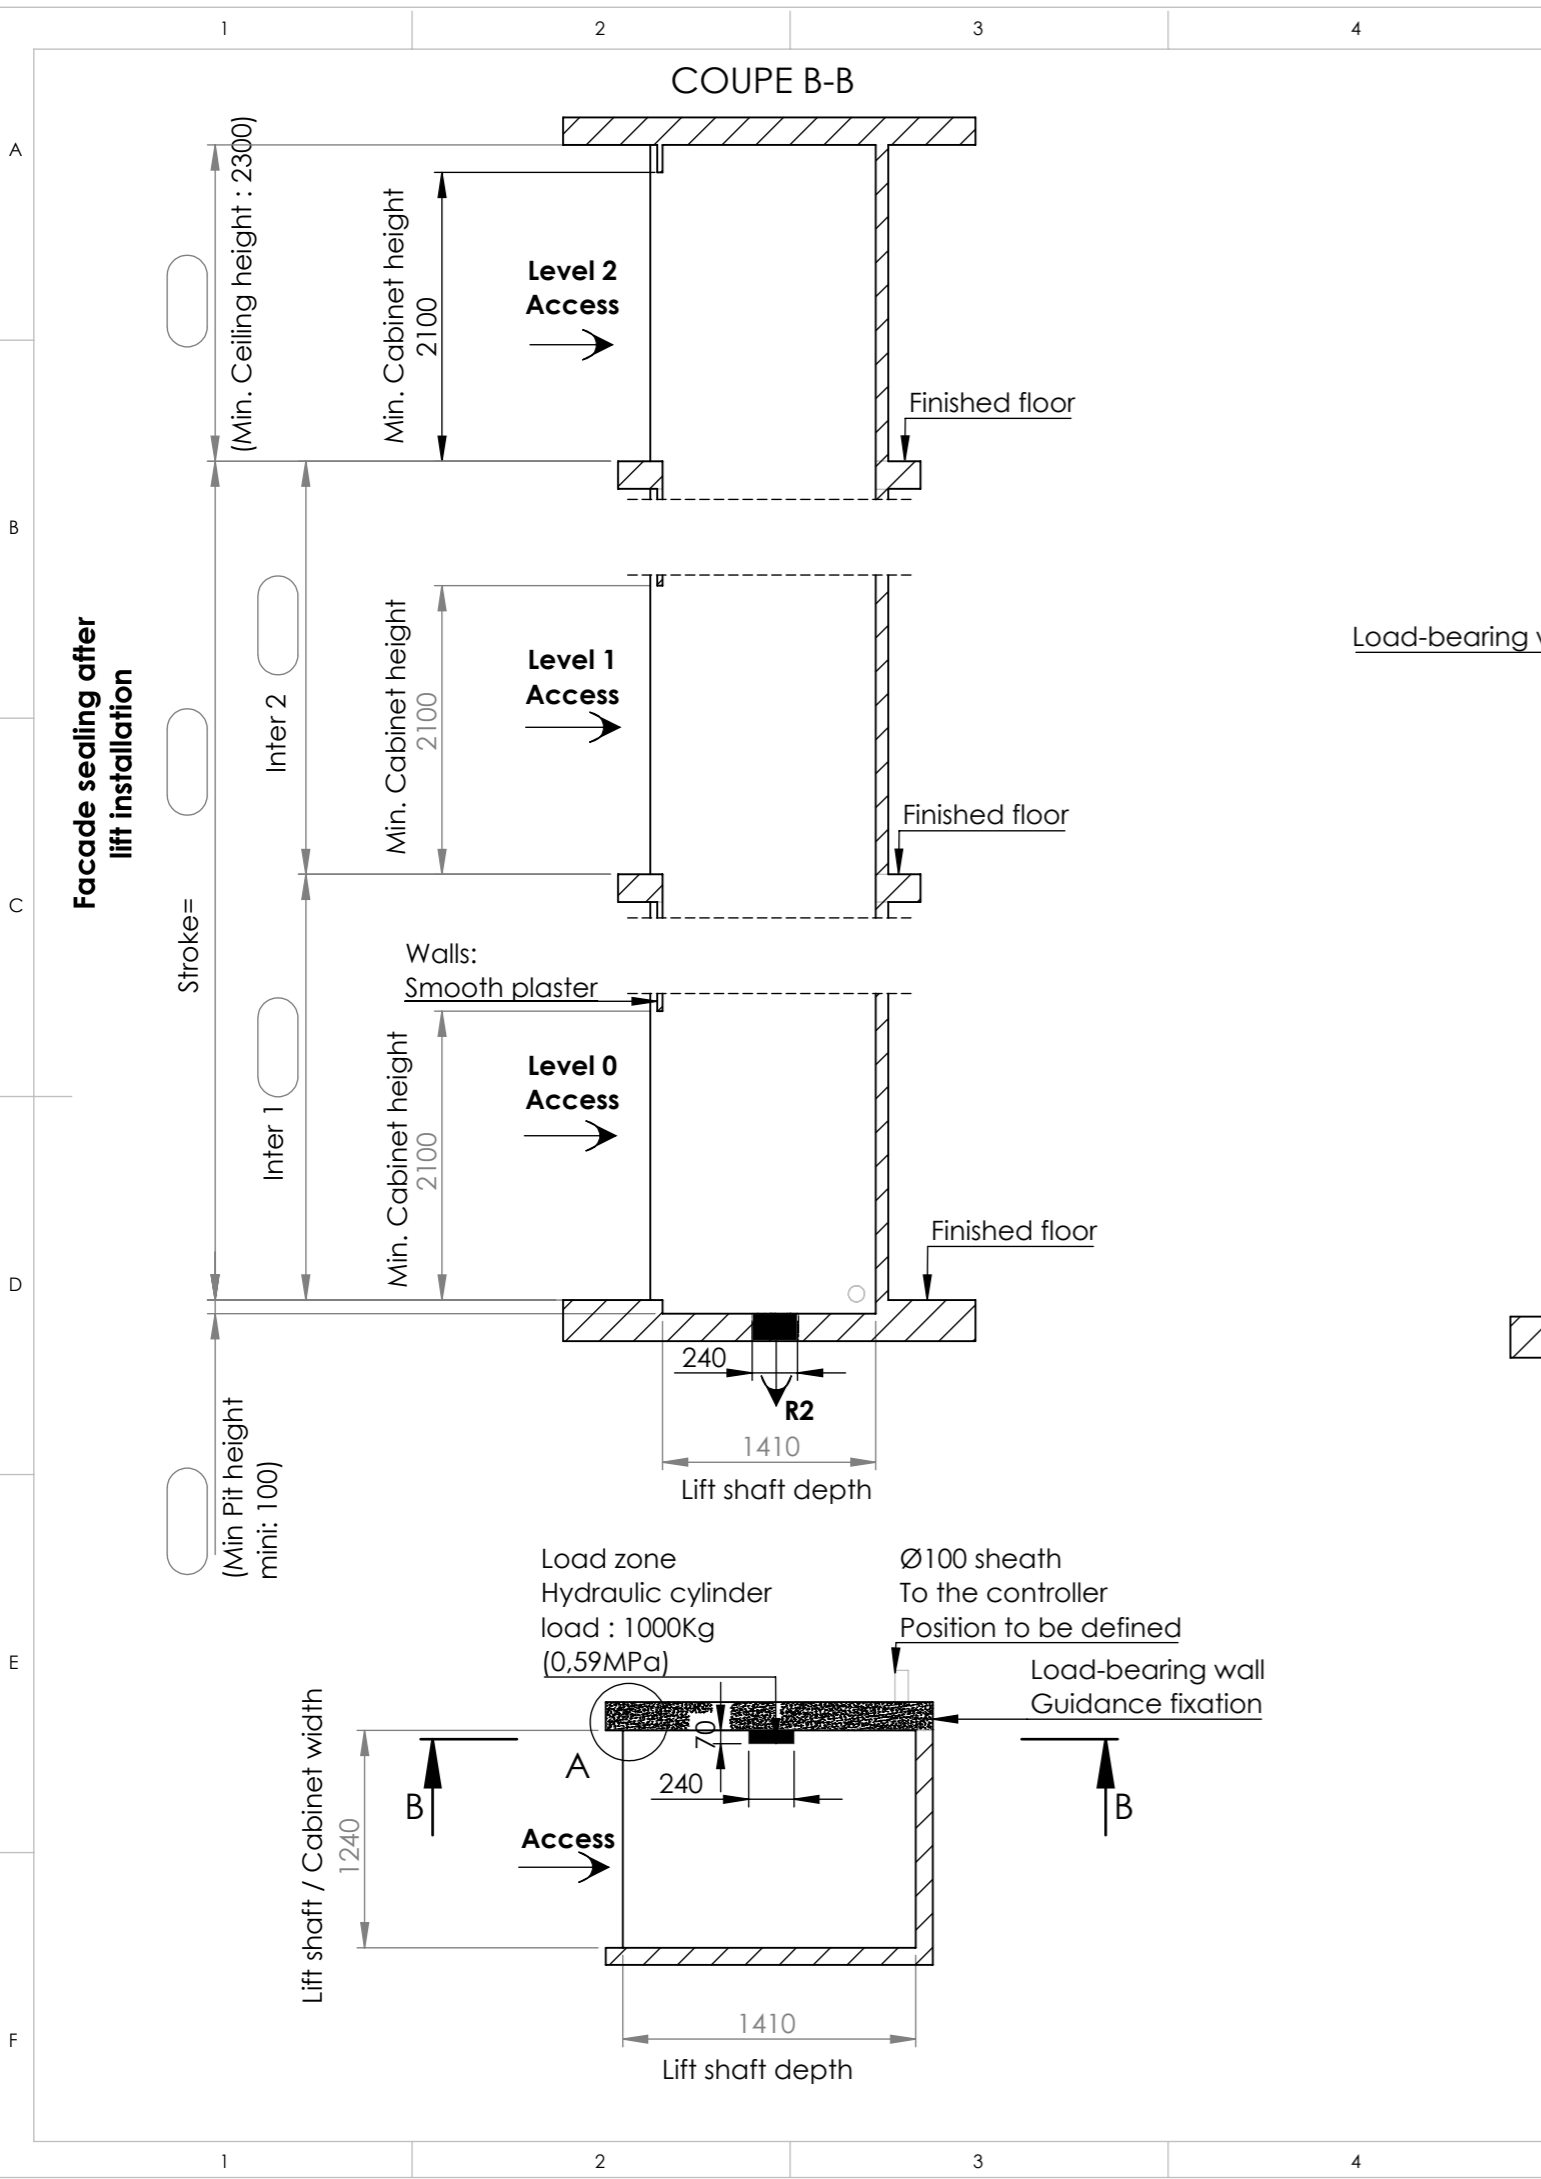 1
2
3
4
COUPE B-B
A
(Min. Ceiling height : 2300)
Min. Cabinet height
2100
Level 2
Access
Finished floor
B
Facade sealing after
lift installation
Inter 2
Min. Cabinet height
2100
Level 1
Access
Load-bearing
Finished floor
C
Stroke=
Walls:
Smooth plaster
Inter 1
Min. Cabinet height
2100
Level 0
Access
Finished floor
D
240
R2
1410
Lift shaft depth
(Min Pit height
mini: 100)
Load zone
Hydraulic cylinder
load : 1000Kg
(0,59MPa)
Ø100 sheath
To the controller
Position to be defined
E
Load-bearing wall
Guidance fixation
Lift shaft / Cabinet width
1240
A
70
240
B
B
Access
1410
Lift shaft depth
F
1
2
3
4